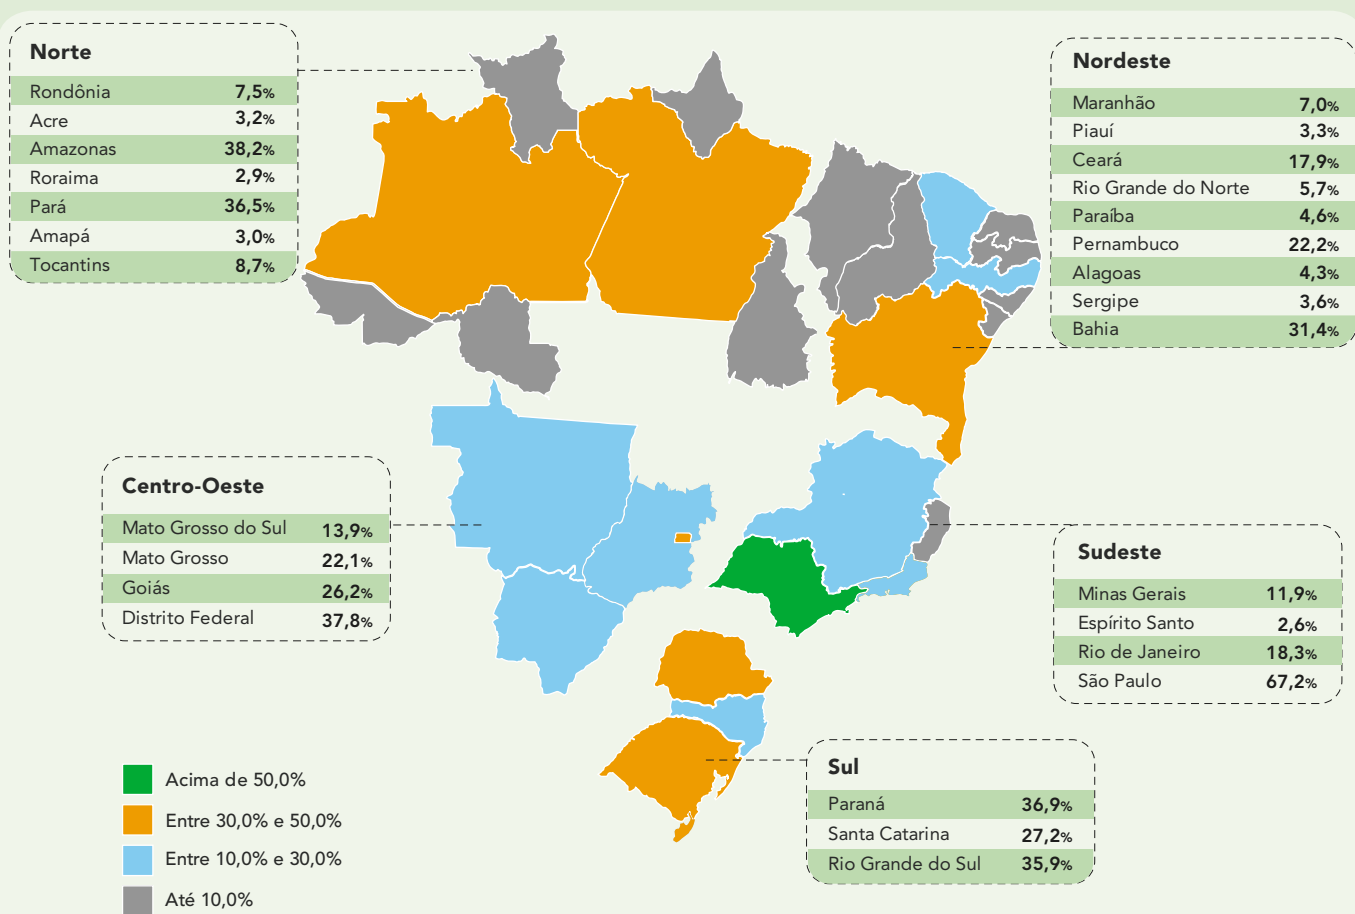 Norte
Rondônia 7,5%
Acre 3,2%
Amazonas 38,2%
Roraima 2,9%
Pará 36,5%
Amapá 3,0%
Tocantins 8,7%
Nordeste
Maranhão 7,0%
Piauí 3,3%
Ceará 17,9%
Rio Grande do Norte 5,7%
Paraíba 4,6%
Pernambuco 22,2%
Alagoas 4,3%
Sergipe 3,6%
Bahia 31,4%
Centro-Oeste
Mato Grosso do Sul 13,9%
Mato Grosso 22,1%
Goiás 26,2%
Distrito Federal 37,8%
Sudeste
Minas Gerais 11,9%
Espírito Santo 2,6%
Rio de Janeiro 18,3%
São Paulo 67,2%
Sul
Paraná 36,9%
Santa Catarina 27,2%
Rio Grande do Sul 35,9%
Acima de 50,0%
Entre 30,0% e 50,0%
Entre 10,0% e 30,0%
Até 10,0%